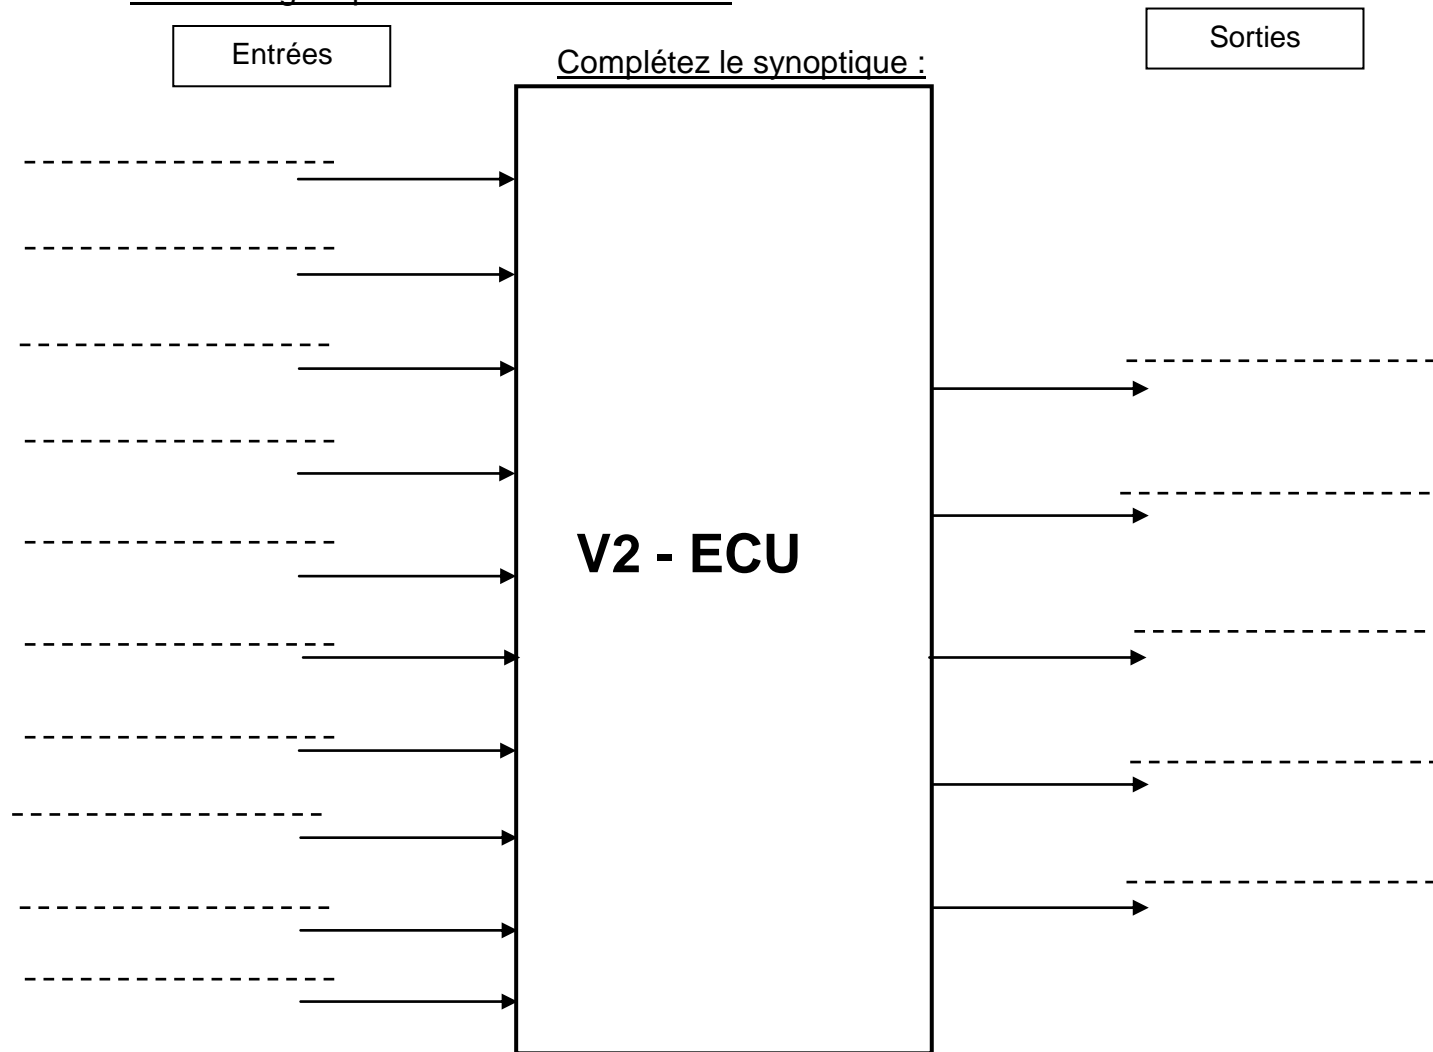 Entrées
Sorties
Complétez le synoptique :
V2 - ECU